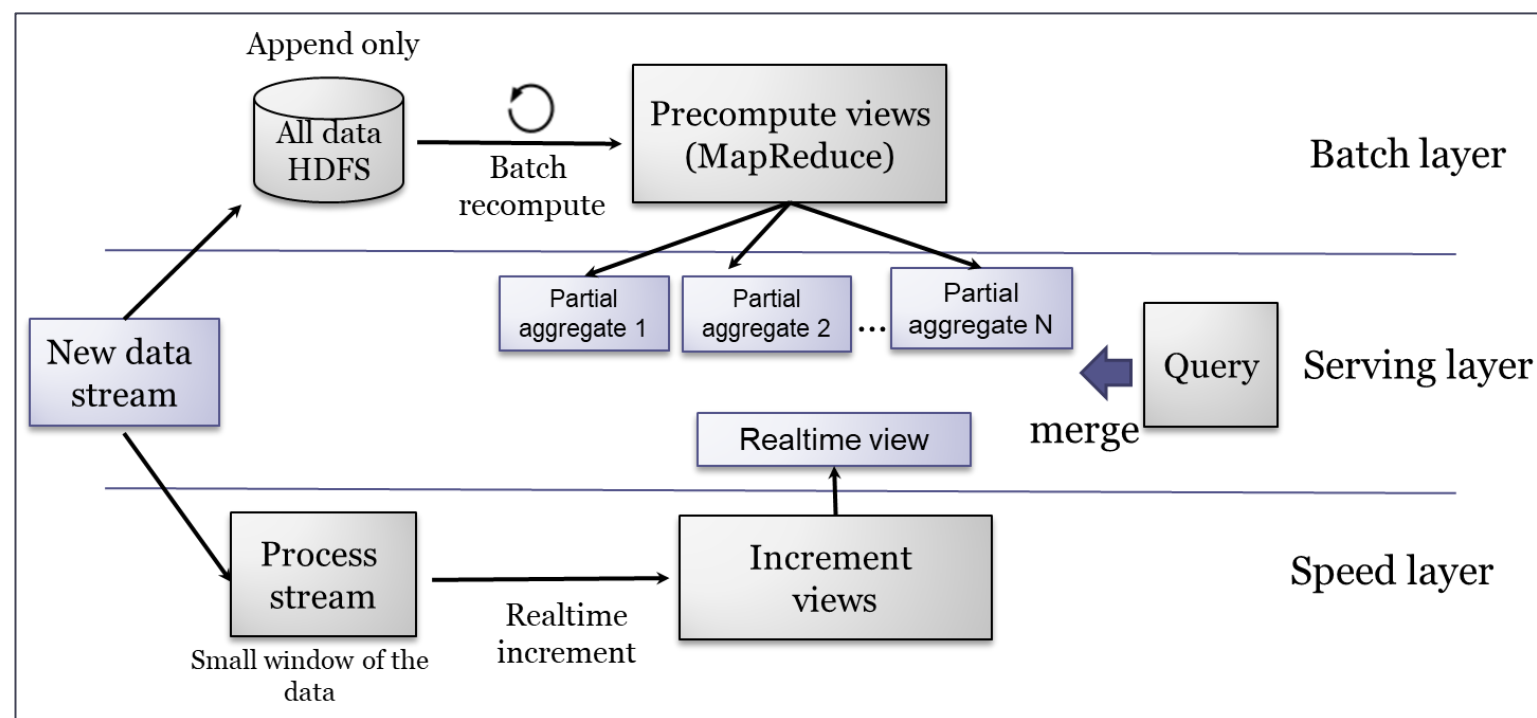 Append only
All data
HDFS
Batch
recompute
Precompute views
(MapReduce)
Batch layer
Partial
aggregate 1
Partial
aggregate 2
...
Partial
aggregate N
New data
stream
Query
Serving layer
merge
Realtime view
Process
stream
Small window of the
data
Realtime
increment
Increment
views
Speed layer